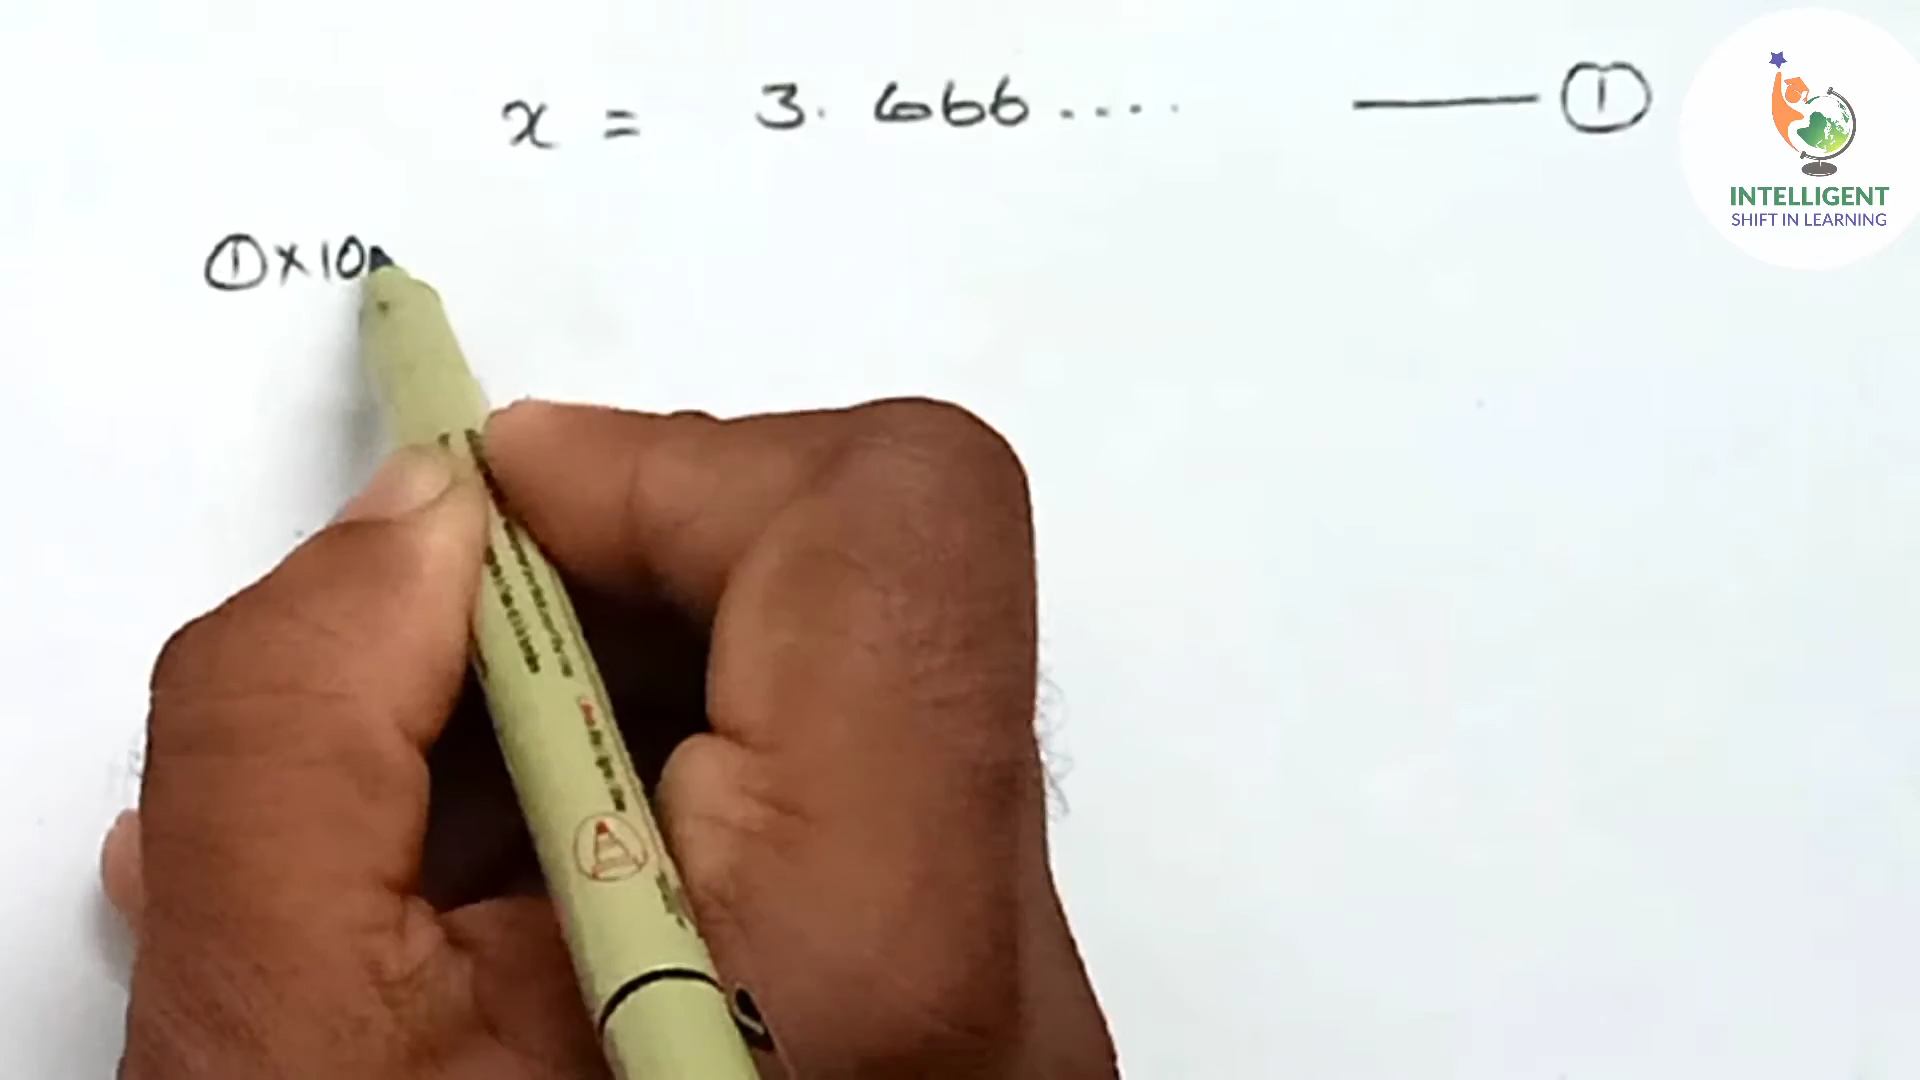 x = 3.666.... —— ①
① × 10
INTELLIGENT
SHIFT IN LEARNING